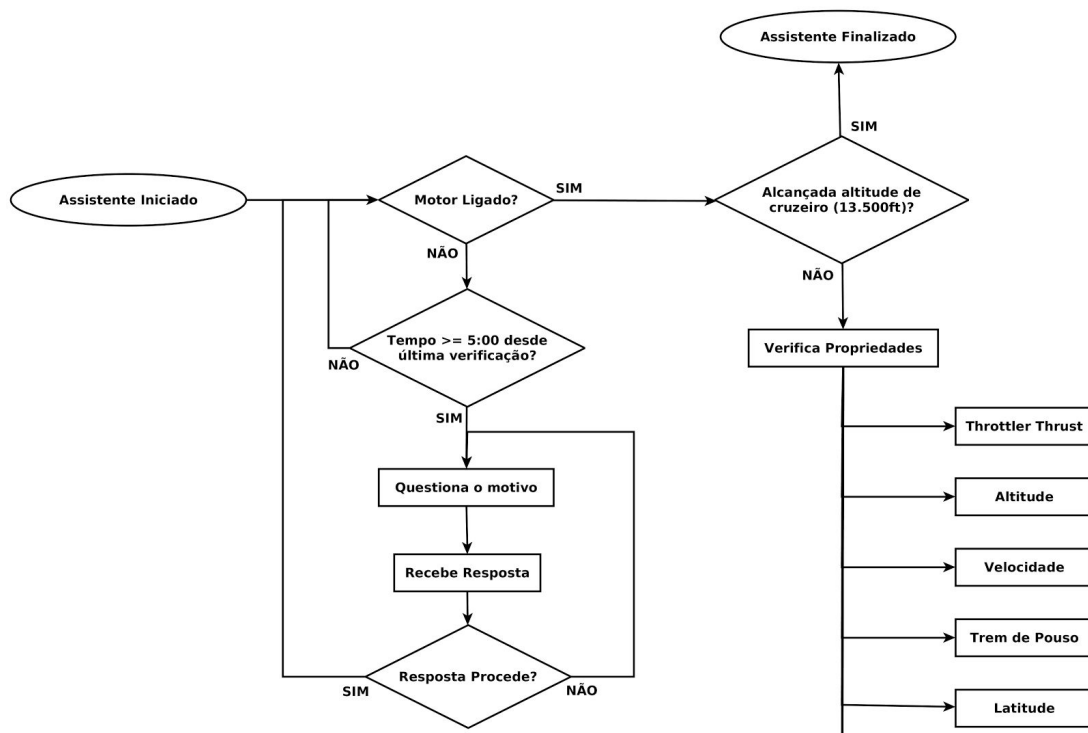 Assistente Finalizado
SIM
Assistente Iniciado
Motor Ligado?
SIM
Alcançada altitude de
cruzeiro (13.500ft)?
NÃO
NÃO
Tempo >= 5:00 desde
última verificação?
NÃO
Verifica Propriedades
SIM
Throttler Thrust
Questiona o motivo
Altitude
Recebe Resposta
Velocidade
Trem de Pouso
Resposta Procede?
SIM
NÃO
Latitude